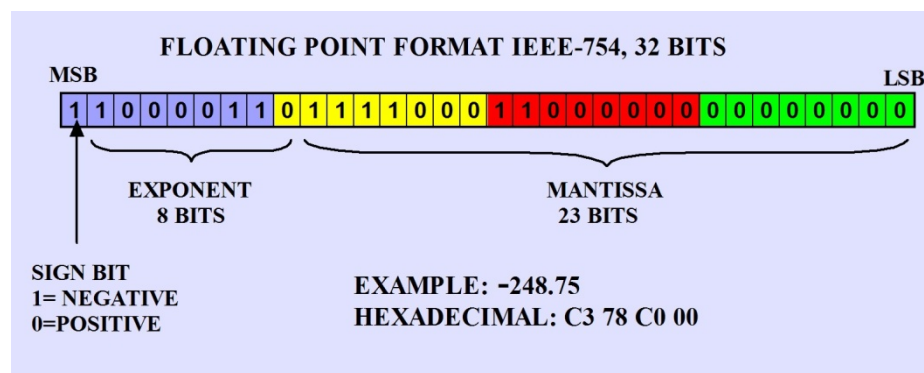 FLOATING POINT FORMAT IEEE-754, 32 BITS
MSB
LSB
1 1 0 0 0 0 1 1 0 1 1 1 1 0 0 0 1 1 0 0 0 0 0 0 0 0 0 0 0 0 0 0
EXPONENT
8 BITS
MANTISSA
23 BITS
SIGN BIT
1= NEGATIVE
0=POSITIVE
EXAMPLE: -248.75
HEXADECIMAL: C3 78 C0 00